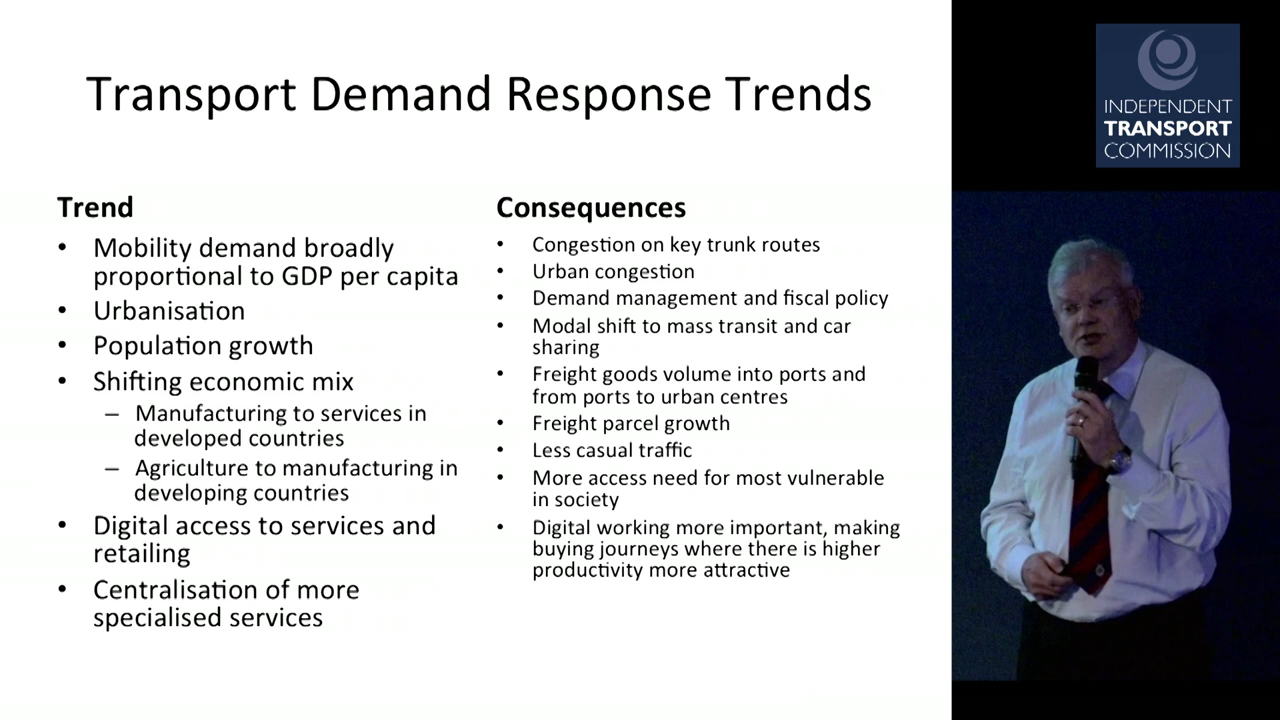 Transport Demand Response Trends
Trend
• Mobility demand broadly
proportional to GDP per capita
• Urbanisation
• Population growth
• Shifting economic mix
– Manufacturing to services in
developed countries
– Agriculture to manufacturing in
developing countries
• Digital access to services and
retailing
• Centralisation of more
specialised services
Consequences
• Congestion on key trunk routes
• Urban congestion
• Demand management and fiscal policy
• Modal shift to mass transit and car
sharing
• Freight goods volume into ports and
from ports to urban centres
• Freight parcel growth
• Less casual traffic
• More access need for most vulnerable
in society
• Digital working more important, making
buying journeys where there is higher
productivity more attractive
INDEPENDENT
TRANSPORT
COMMISSION